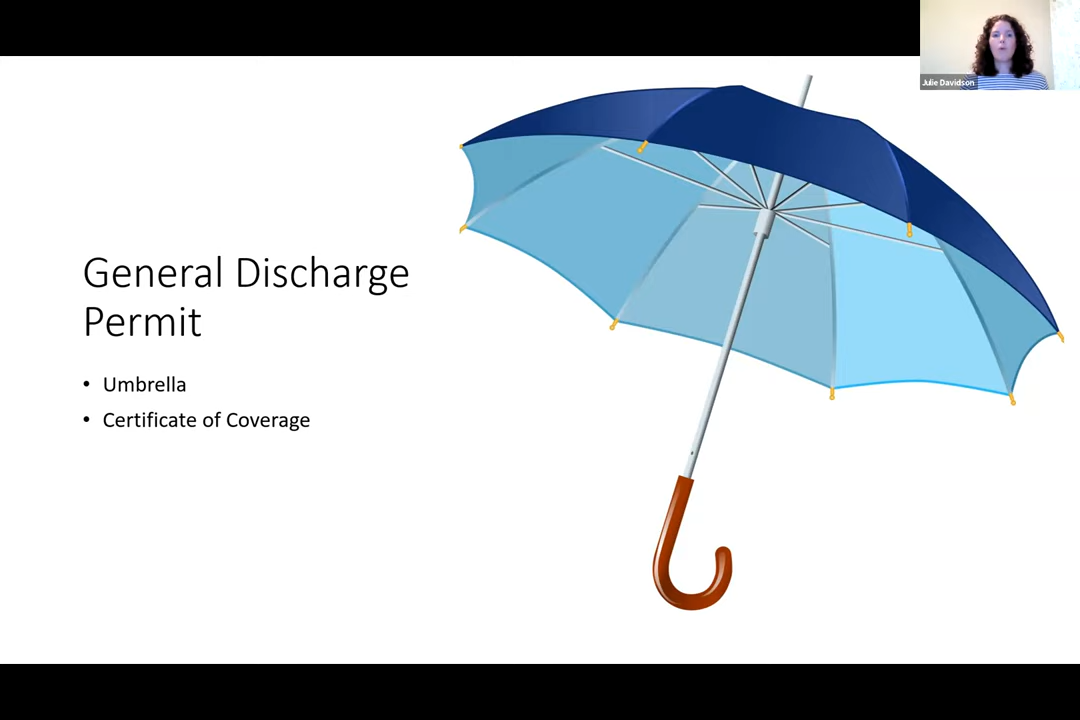 Julie Davidson
General Discharge
Permit
• Umbrella
• Certificate of Coverage